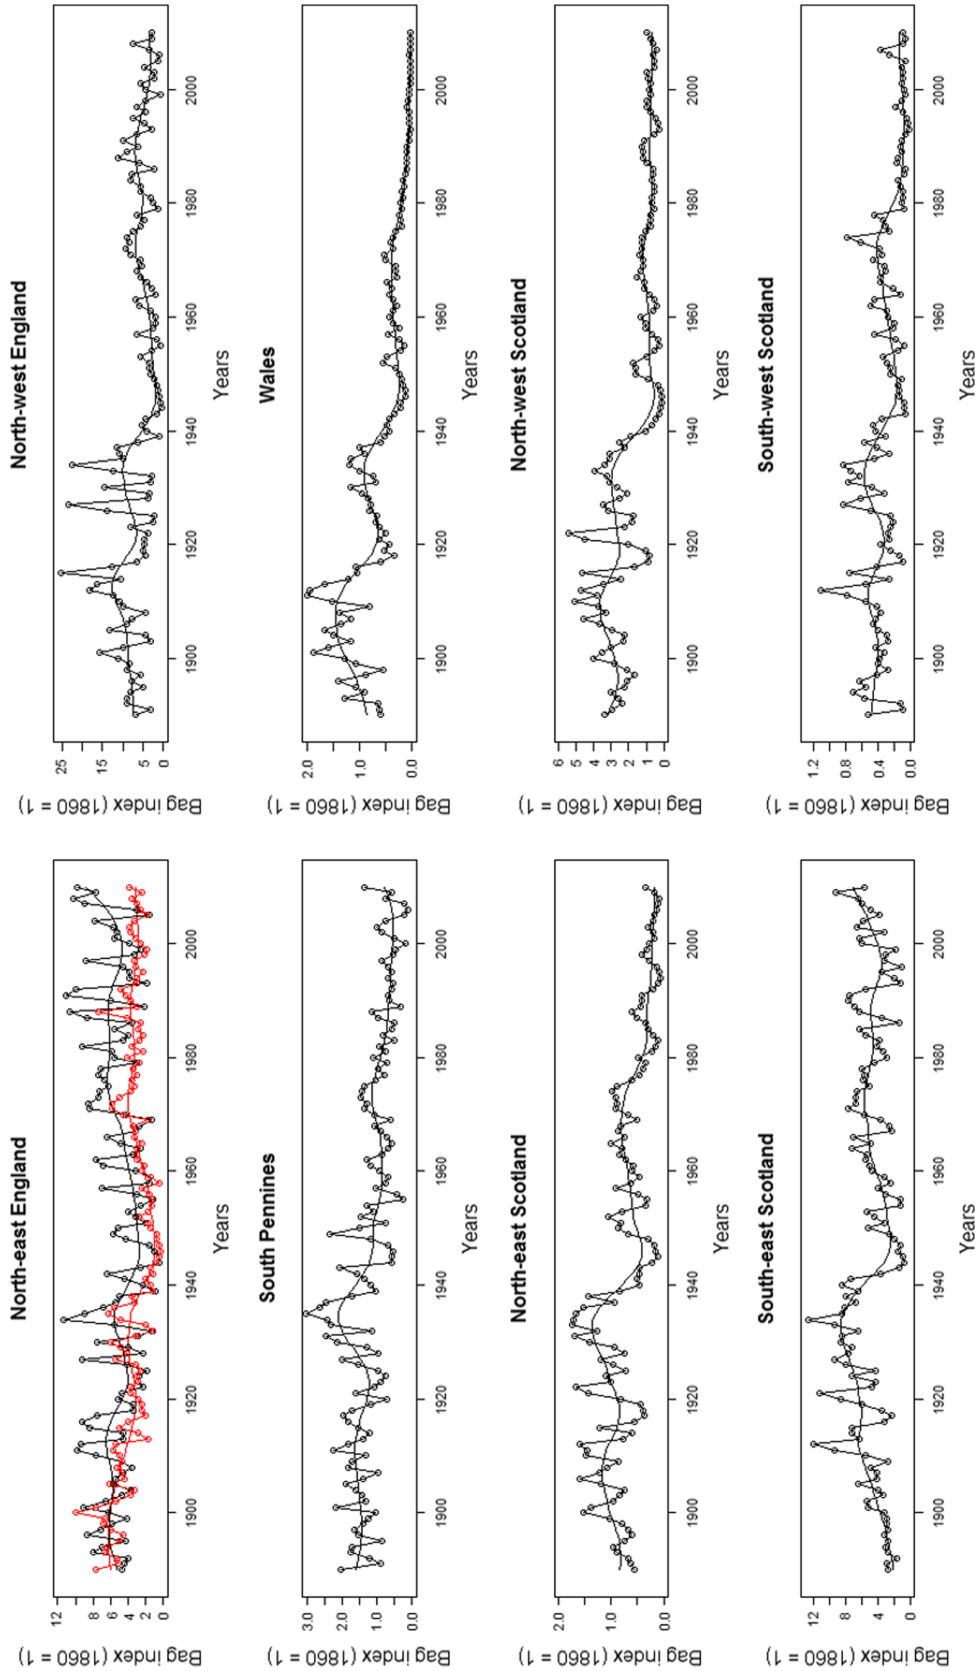 North-east England
Bag index (1860 = 1)
12
8
6
4
2
0
1900 1920 1940 1960 1980 2000
Years
North-west England
Bag index (1860 = 1)
25
15
5
0
1900 1920 1940 1960 1980 2000
Years
South Pennines
Bag index (1860 = 1)
3.0
2.0
1.0
0.0
1900 1920 1940 1960 1980 2000
Years
Wales
Bag index (1860 = 1)
2.0
1.0
0.0
1900 1920 1940 1960 1980 2000
Years
North-east Scotland
Bag index (1860 = 1)
2.0
1.0
0.0
1900 1920 1940 1960 1980 2000
Years
North-west Scotland
Bag index (1860 = 1)
6
5
4
3
2
1
0
1900 1920 1940 1960 1980 2000
Years
South-east Scotland
Bag index (1860 = 1)
12
8
4
0
1900 1920 1940 1960 1980 2000
Years
South-west Scotland
Bag index (1860 = 1)
1.2
0.8
0.4
0.0
1900 1920 1940 1960 1980 2000
Years